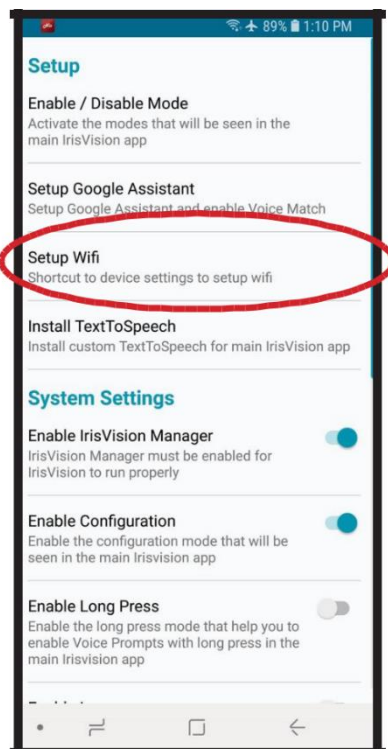 89% 1:10 PM
Setup
Enable / Disable Mode
Activate the modes that will be seen in the
main IrisVision app
Setup Google Assistant
Setup Google Assistant and enable Voice Match
Setup Wifi
Shortcut to device settings to setup wifi
Install TextToSpeech
Install custom TextToSpeech for main IrisVision app
System Settings
Enable IrisVision Manager
IrisVision Manager must be enabled for
IrisVision to run properly
Enable Configuration
Enable the configuration mode that will be
seen in the main Irisvision app
Enable Long Press
Enable the long press mode that help you to
enable Voice Prompts with long press in the
main Irisvision app